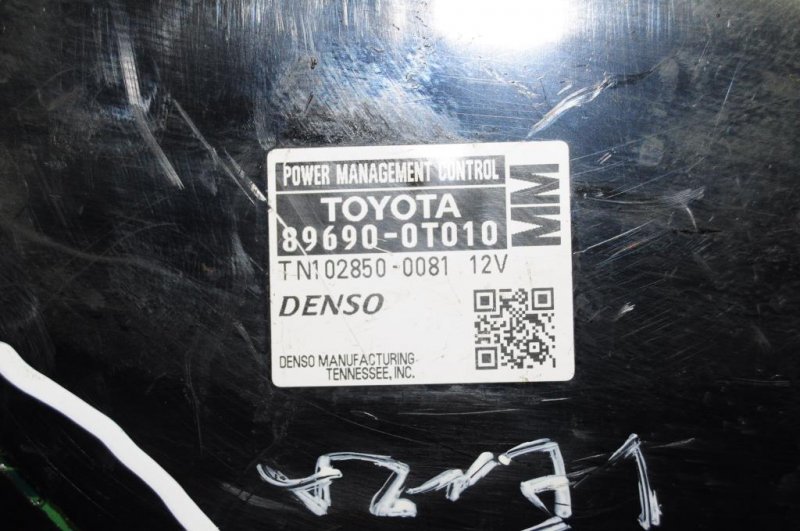 POWER MANAGEMENT CONTROL
TOYOTA
89690-0T010
MM
TN102850-0081 12V
DENSO
DENSO MANUFACTURING
TENNESSEE, INC.